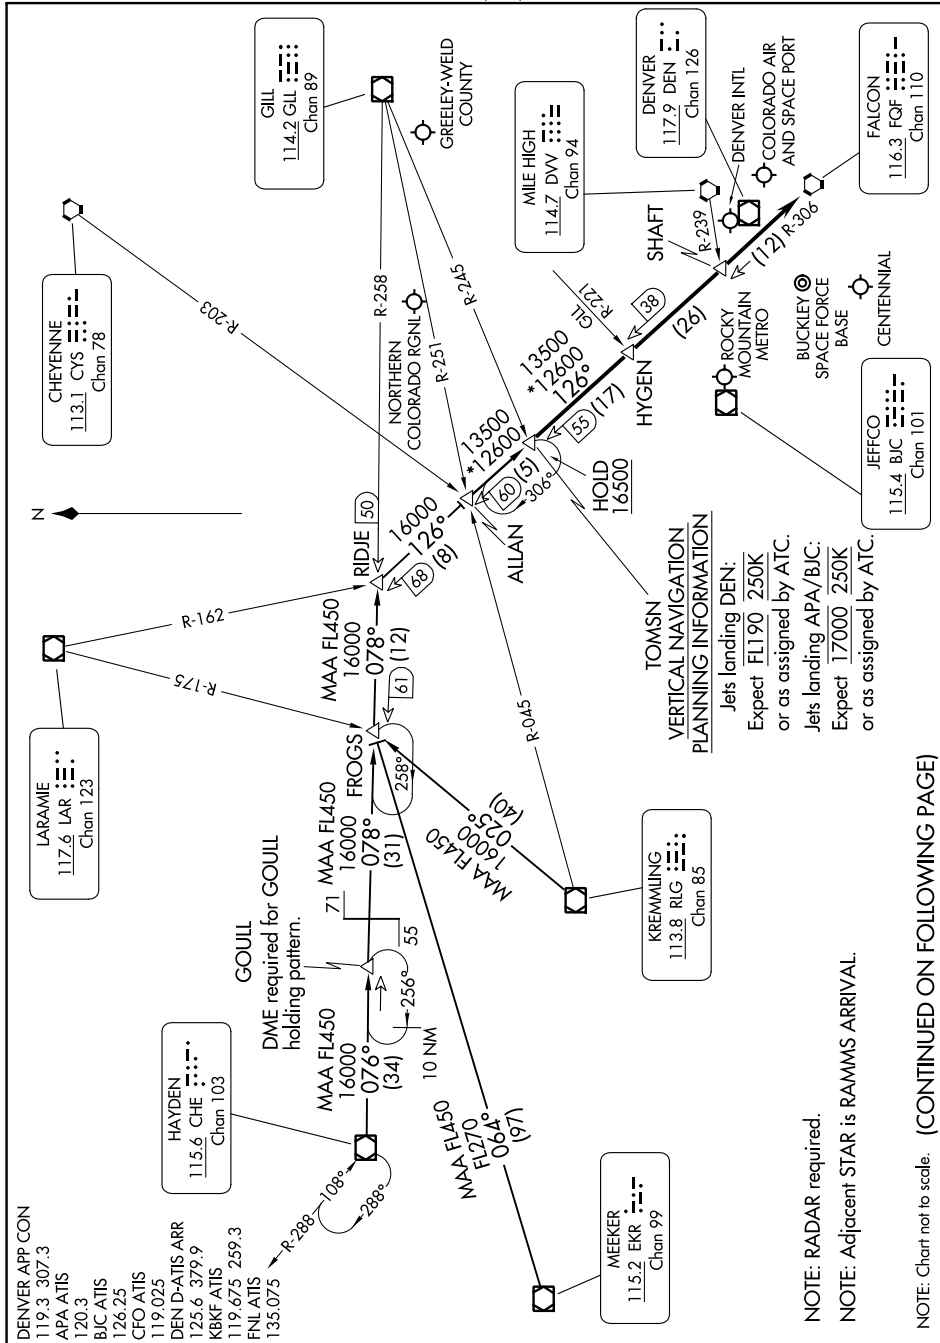 DENVER APP CON
119.3 307.3
APA ATIS
120.3
BJC ATIS
126.25
CFO ATIS
119.025
DEN D-ATIS ARR
125.6 379.9
KBKF ATIS
119.675 259.3
FNL ATIS
135.075
HAYDEN
115.6 CHE
Chan 103
LARAMIE
117.6 LAR
Chan 123
N
CHEYENNE
113.1 CYS
Chan 78
GILL
114.2 GLL
Chan 89
R-288
108°
288°
MAA FL450
16000
076°
(34)
GOULL
DME required for GOULL
holding pattern.
256°
10 NM
71
55
MAA FL450
16000
078°
(31)
FROGS
258°
R-175
R-162
MAA FL450
16000
078°
(12)
61
RIDJE
50
16000
126°
(8)
68
R-203
R-258
NORTHERN
COLORADO RGNL
R-251
R-245
GREELEY-WELD
COUNTY
ALLAN
13500
*12600
(5)
60
306°
HOLD
16500
13500
*12600
126°
(17)
55
GLL
R-221
HYGEN
38
(26)
MILE HIGH
114.7 DVV
Chan 94
SHAFT
R-239
DENVER
117.9 DEN
Chan 126
DENVER INTL
COLORADO AIR
AND SPACE PORT
(12)
R-306
FALCON
116.3 FQF
Chan 110
ROCKY
MOUNTAIN
METRO
BUCKLEY
SPACE FORCE
BASE
CENTENNIAL
JEFFCO
115.4 BJC
Chan 101
MEEKER
115.2 EKR
Chan 99
MAA FL450
FL270
064°
(97)
MAA FL450
16000
025°
(40)
R-045
KREMMLING
113.8 RLG
Chan 85
TOMSN
VERTICAL NAVIGATION
PLANNING INFORMATION
Jets landing DEN:
Expect FL190 250K
or as assigned by ATC.
Jets landing APA/BJC:
Expect 17000 250K
or as assigned by ATC.
NOTE: RADAR required.
NOTE: Adjacent STAR is RAMMS ARRIVAL.
NOTE: Chart not to scale.
(CONTINUED ON FOLLOWING PAGE)